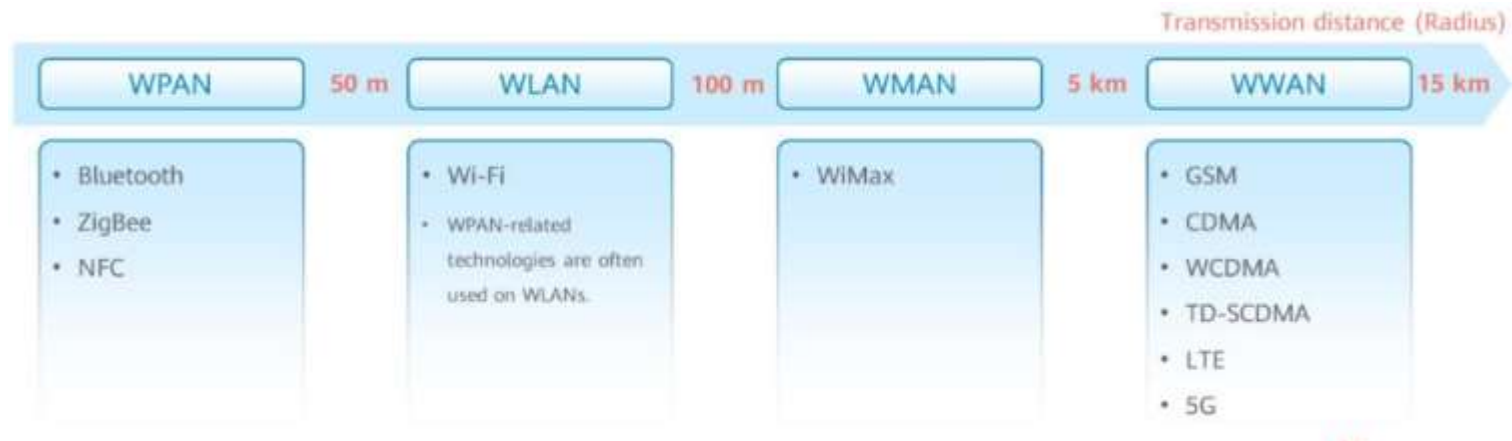 Transmission distance (Radius)
WPAN 50 m WLAN 100 m WMAN 5 km WWAN 15 km
• Bluetooth
• ZigBee
• NFC
• Wi-Fi
• WPAN-related
technologies are often
used on WLANs.
• WiMax
• GSM
• CDMA
• WCDMA
• TD-SCDMA
• LTE
• 5G